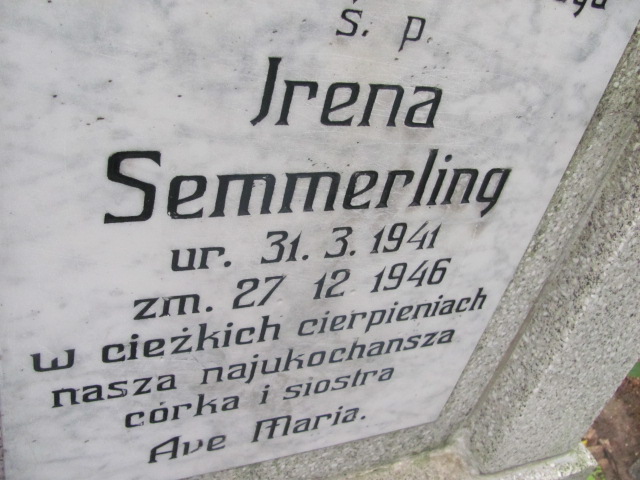 ś. p.
Irena
Semmerling
ur. 31. 3. 1941
zm. 27 12 1946
w cieżkich cierpieniach
nasza najukochansza
córka i siostra
Ave Maria.